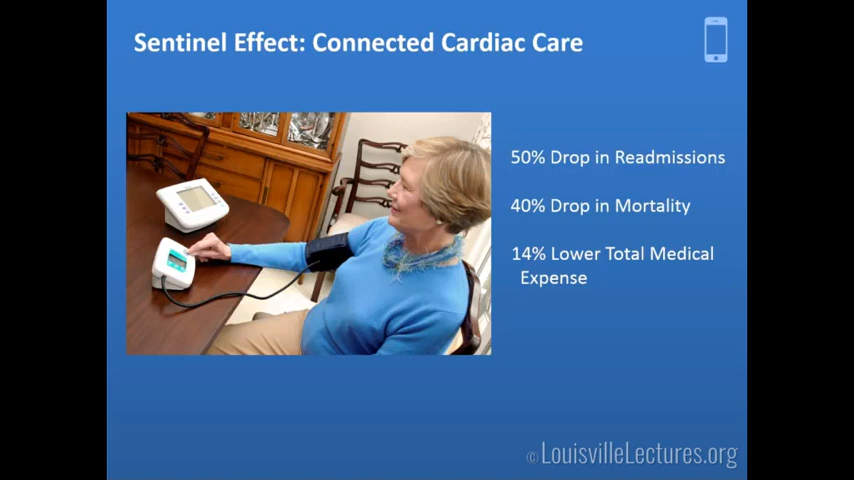 Sentinel Effect: Connected Cardiac Care
50% Drop in Readmissions
40% Drop in Mortality
14% Lower Total Medical
Expense
© LouisvilleLectures.org